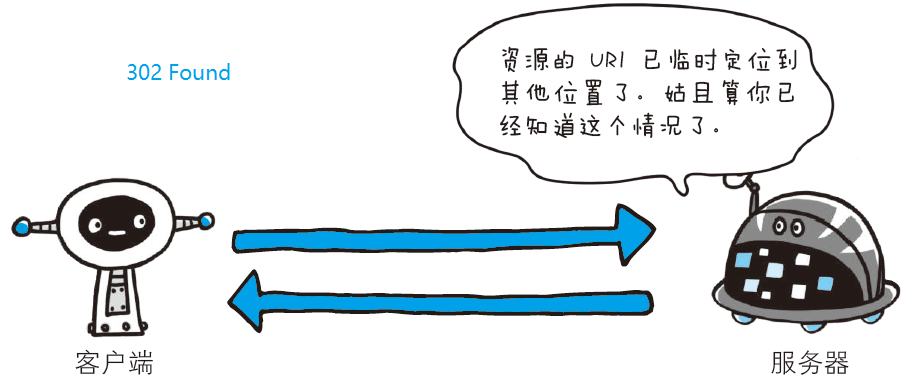 302 Found
资源的 URI 已临时定位到
其他位置了。姑且算你已
经知道这个情况了。
客户端
服务器